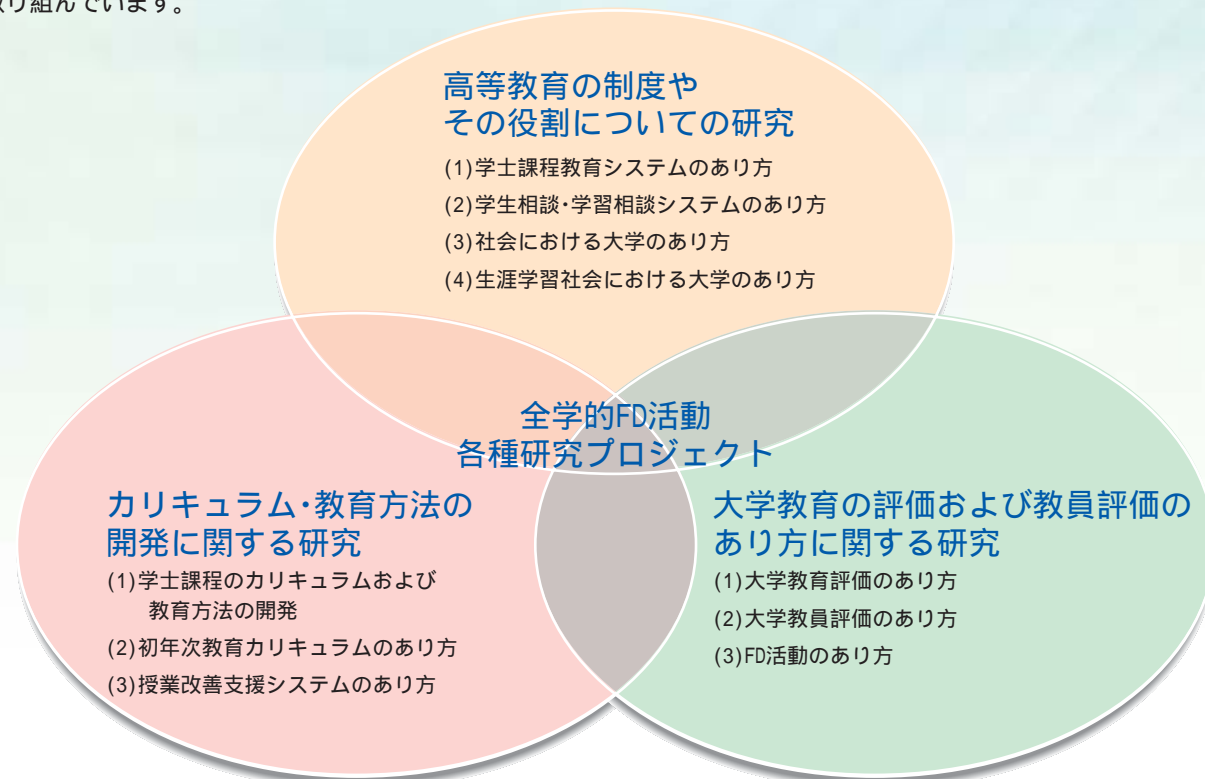 取り組んでいます。
高等教育の制度や
その役割についての研究
(1)学士課程教育システムのあり方
(2)学生相談・学習相談システムのあり方
(3)社会における大学のあり方
(4)生涯学習社会における大学のあり方
全学的FD活動
各種研究プロジェクト
カリキュラム・教育方法の
開発に関する研究
(1)学士課程のカリキュラムおよび
教育方法の開発
(2)初年次教育カリキュラムのあり方
(3)授業改善支援システムのあり方
大学教育の評価および教員評価の
あり方に関する研究
(1)大学教育評価のあり方
(2)大学教員評価のあり方
(3)FD活動のあり方